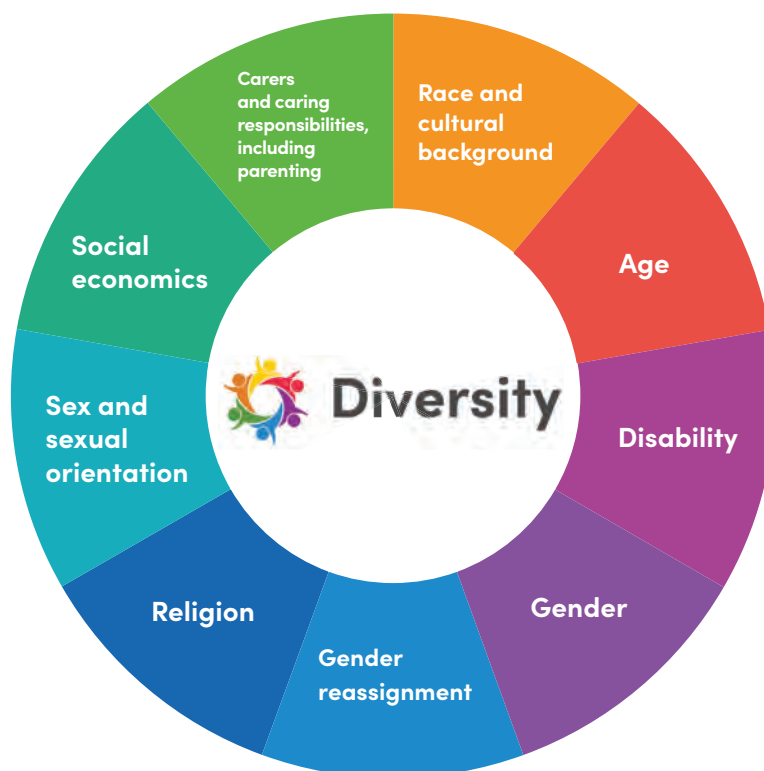 Carers
and caring
responsibilities,
including
parenting
Race and
cultural
background
Age
Disability
Gender
Gender
reassignment
Religion
Sex and
sexual
orientation
Social
economics
Diversity